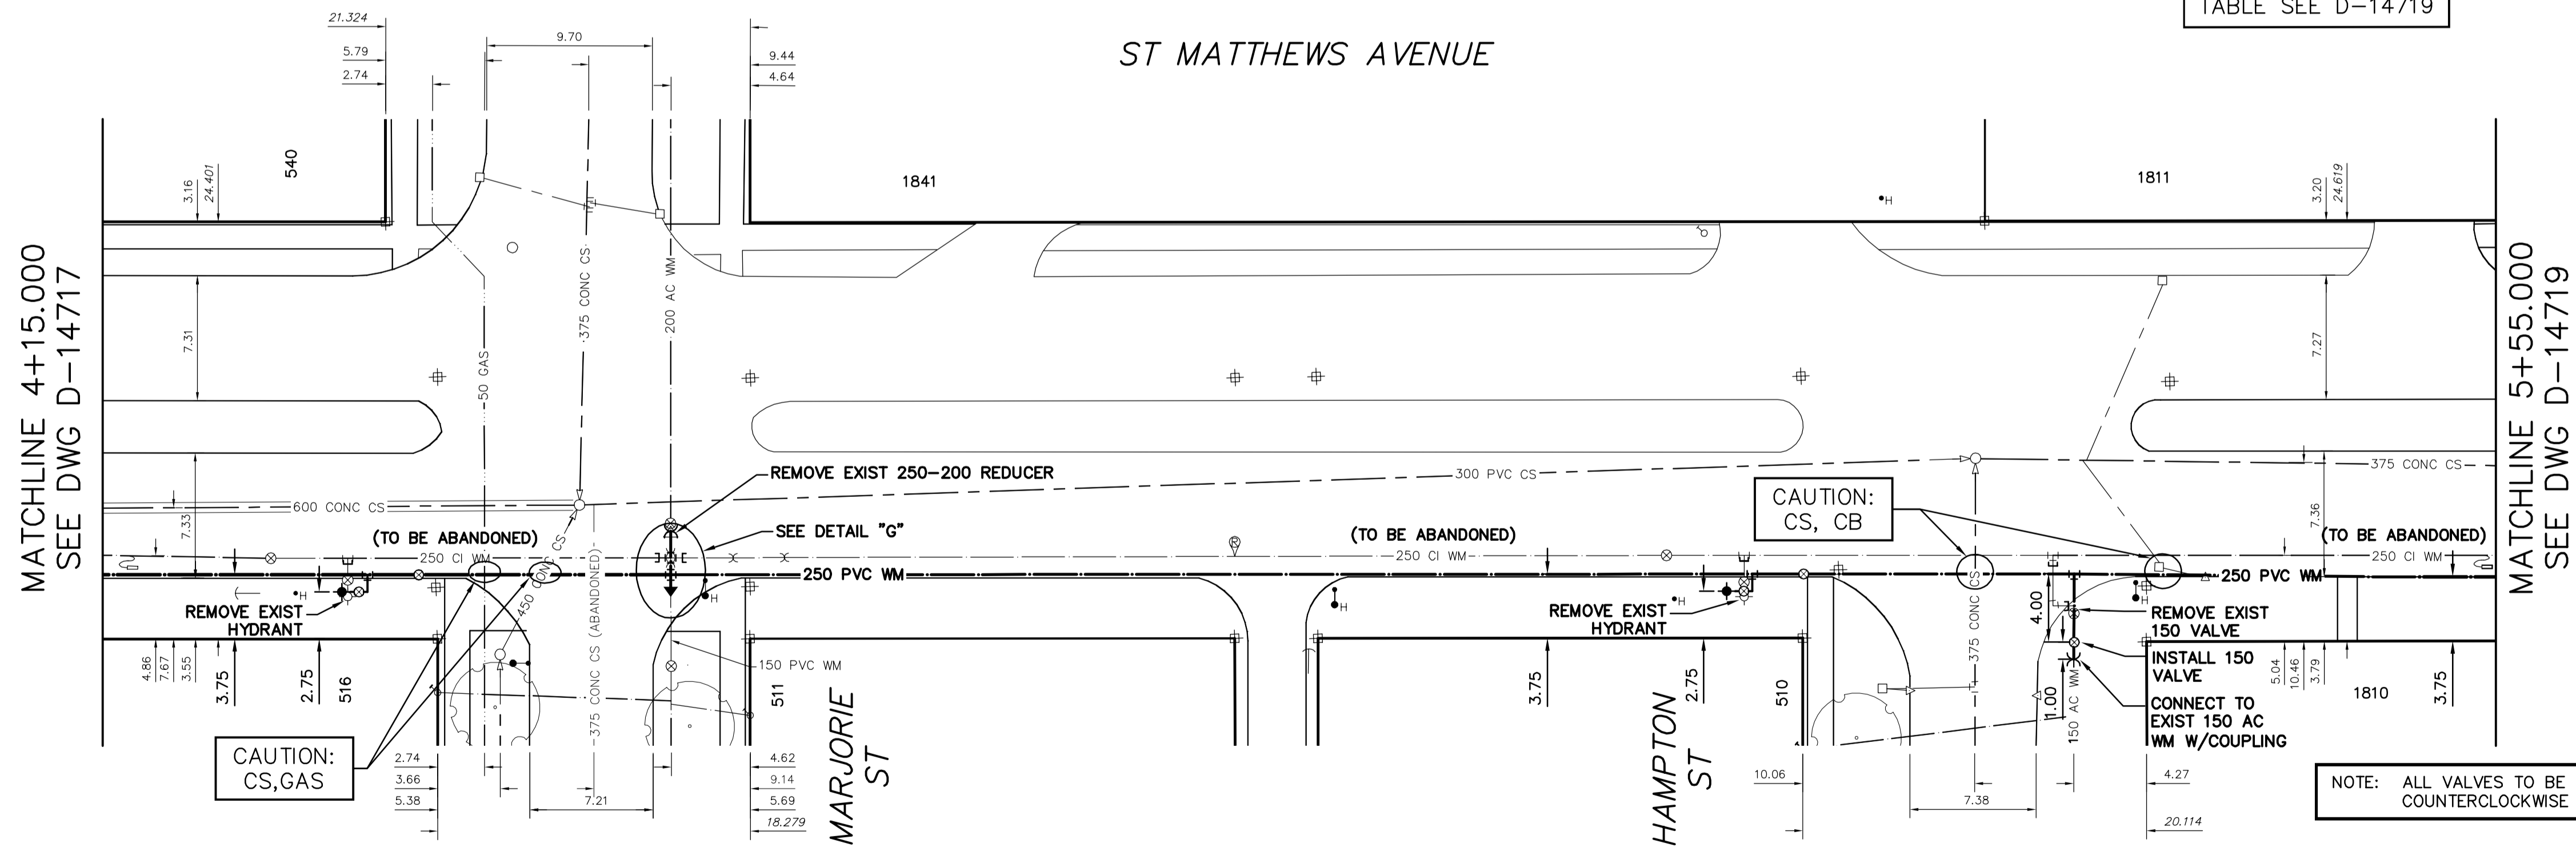 TABLE SEE D-14719
21.324
5.79
2.74
9.70
9.44
4.64
ST MATTHEWS AVENUE
540
3.16
24.401
1841
H
1811
3.20
24.619
MATCHLINE 4+15.000
SEE DWG D-14717
7.31
50 GAS
375 CONC CS
200 AC WM
7.27
MATCHLINE 5+55.000
SEE DWG D-14719
REMOVE EXIST 250-200 REDUCER
300 PVC CS
375 CONC CS
CAUTION:
CS, CB
600 CONC CS
7.33
(TO BE ABANDONED)
SEE DETAIL "G"
(TO BE ABANDONED)
7.36
(TO BE ABANDONED)
250 CI WM
R
250 CI WM
250 CI WM
250 PVC WM
250 PVC WM
450 CONC CS
375 CONC CS (ABANDONED)
H
H
H
H
H
REMOVE EXIST
HYDRANT
REMOVE EXIST
HYDRANT
375 CONC CS
4.00
REMOVE EXIST
150 VALVE
INSTALL 150
VALVE
CONNECT TO
EXIST 150 AC
WM W/COUPLING
1.00
150 AC WM
4.86
7.67
3.55
3.75
2.75
516
150 PVC WM
511
MARJORIE
ST
3.75
2.75
HAMPTON
ST
510
5.04
10.46
3.79
1810
3.75
CAUTION:
CS,GAS
2.74
3.66
5.38
7.21
4.62
9.14
5.69
18.279
10.06
7.38
4.27
20.114
NOTE: ALL VALVES TO BE
COUNTERCLOCKWISE